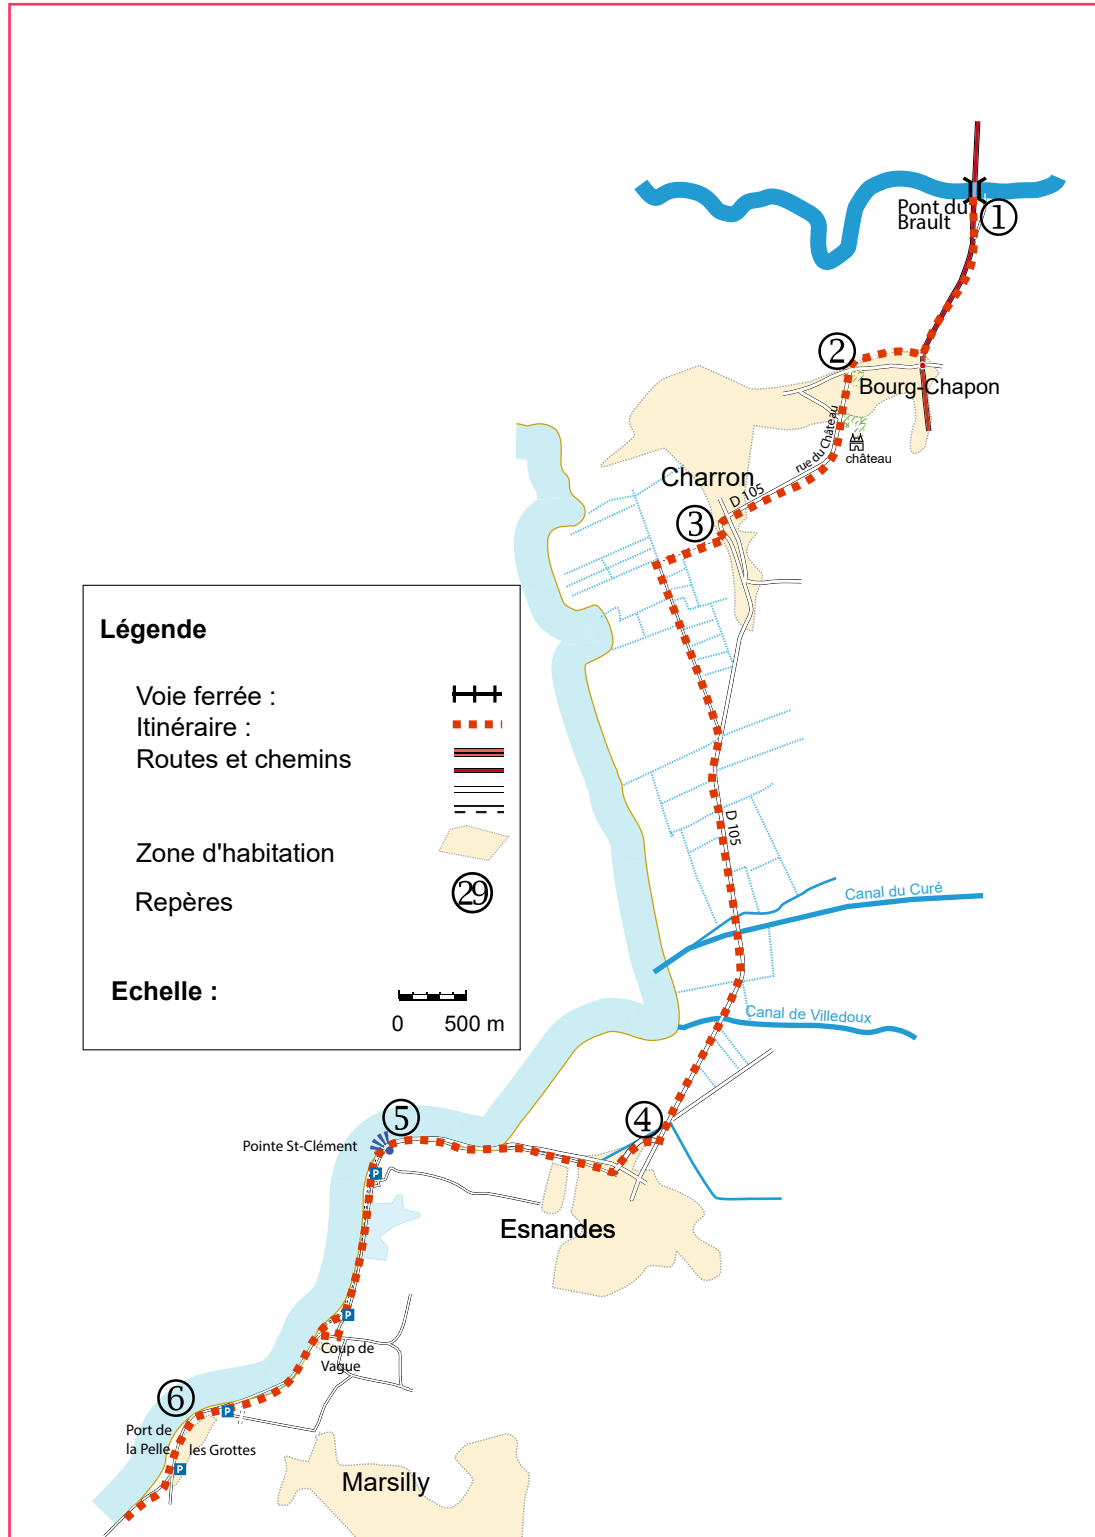 Pont du
Brault
1
2
Bourg-Chapon
rue du Château
château
Charron
D 105
3
Légende
Voie ferrée :
Itinéraire :
Routes et chemins
Zone d'habitation
Repères
29
Echelle :
0 500 m
D 105
Canal du Curé
Canal de Villedoux
5
4
Pointe St-Clément
P
Esnandes
P
Coup de
Vague
6
P
Port de
la Pelle
les Grottes
P
Marsilly